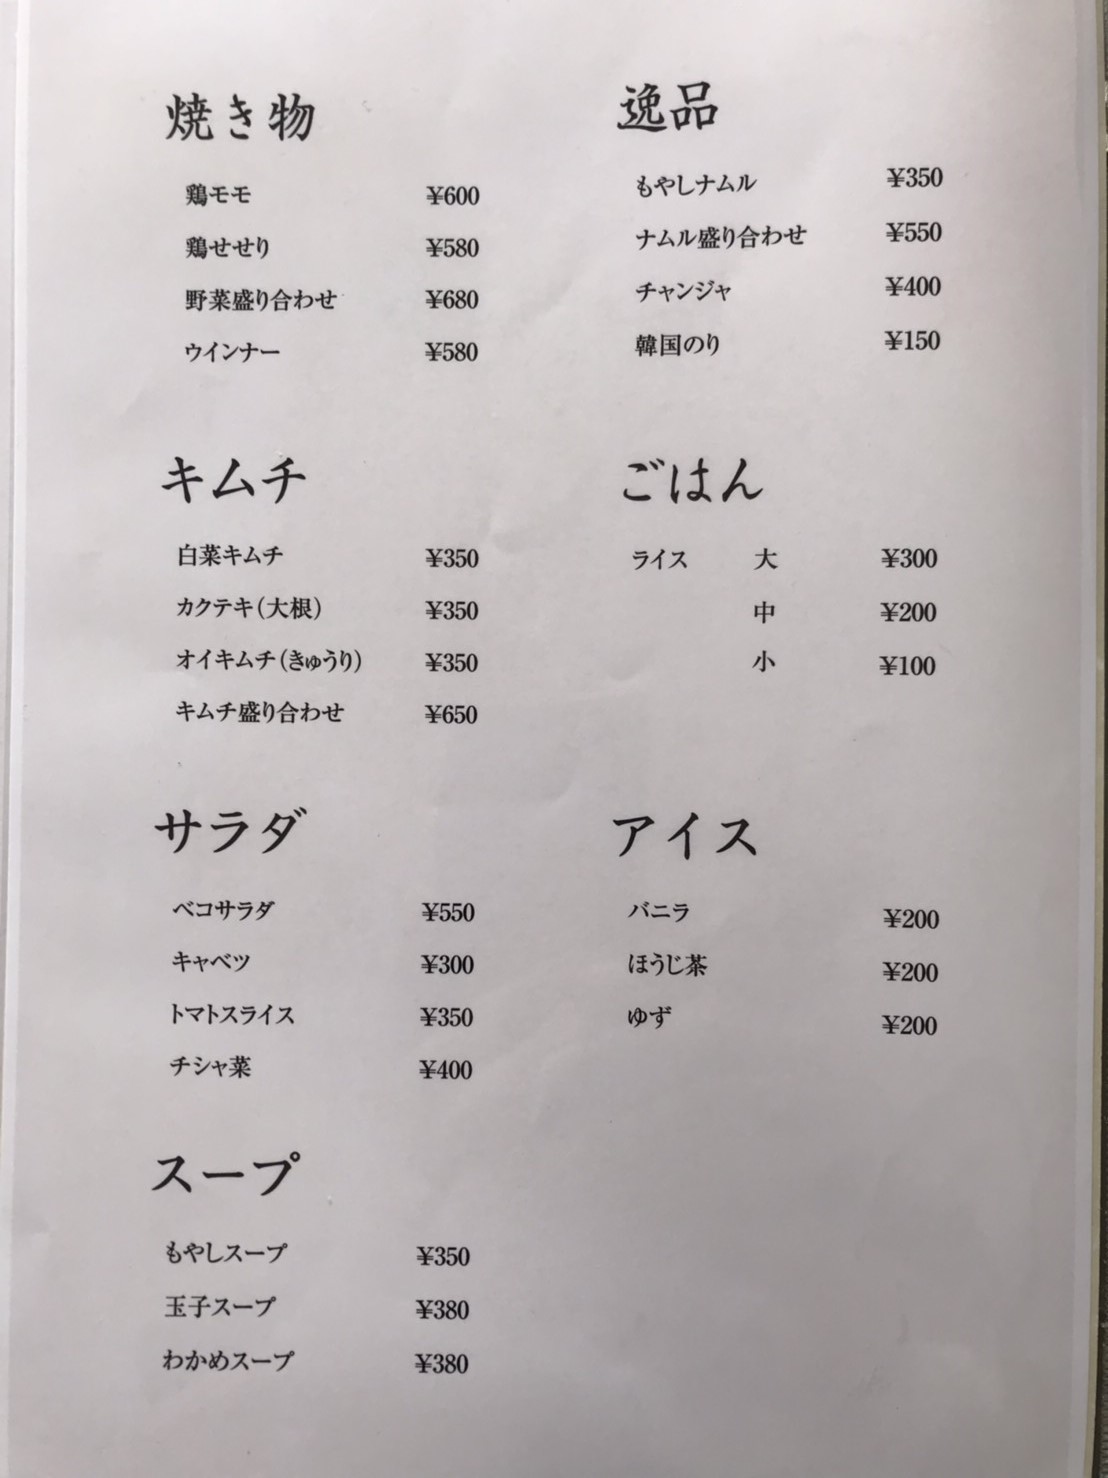 焼き物
鶏モモ ¥600
鶏せせり ¥580
野菜盛り合わせ ¥680
ウインナー ¥580
キムチ
白菜キムチ ¥350
カクテキ(大根) ¥350
オイキムチ(きゅうり) ¥350
キムチ盛り合わせ ¥650
サラダ
ベコサラダ ¥550
キャベツ ¥300
トマトスライス ¥350
チシャ菜 ¥400
スープ
もやしスープ ¥350
玉子スープ ¥380
わかめスープ ¥380
逸品
もやしナムル ¥350
ナムル盛り合わせ ¥550
チャンジャ ¥400
韓国のり ¥150
ごはん
ライス 大 ¥300
中 ¥200
小 ¥100
アイス
バニラ ¥200
ほうじ茶 ¥200
ゆず ¥200